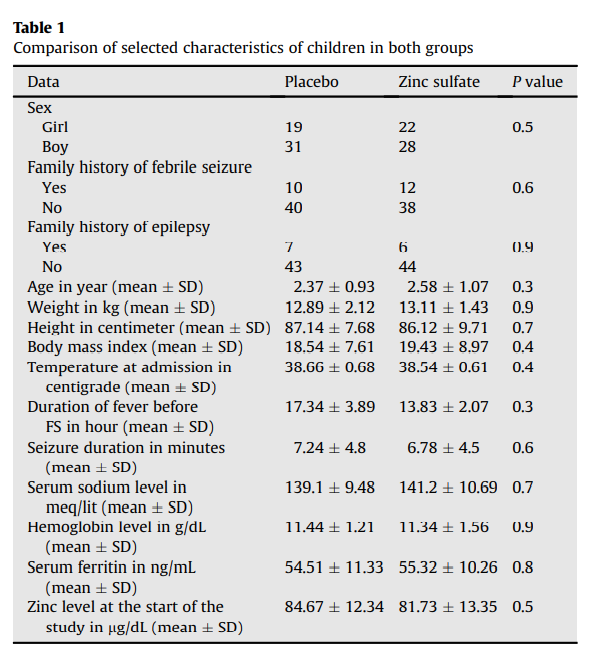 Table 1
Comparison of selected characteristics of children in both groups
Data Placebo Zinc sulfate P value
Sex
Girl 19 22 0.5
Boy 31 28
Family history of febrile seizure
Yes 10 12 0.6
No 40 38
Family history of epilepsy
Yes 7 6 0.9
No 43 44
Age in year (mean ± SD) 2.37 ± 0.93 2.58 ± 1.07 0.3
Weight in kg (mean ± SD) 12.89 ± 2.12 13.11 ± 1.43 0.9
Height in centimeter (mean ± SD) 87.14 ± 7.68 86.12 ± 9.71 0.7
Body mass index (mean ± SD) 18.54 ± 7.61 19.43 ± 8.97 0.4
Temperature at admission in 38.66 ± 0.68 38.54 ± 0.61 0.4
centigrade (mean ± SD)
Duration of fever before 17.34 ± 3.89 13.83 ± 2.07 0.3
FS in hour (mean ± SD)
Seizure duration in minutes 7.24 ± 4.8 6.78 ± 4.5 0.6
(mean ± SD)
Serum sodium level in 139.1 ± 9.48 141.2 ± 10.69 0.7
meq/lit (mean ± SD)
Hemoglobin level in g/dL 11.44 ± 1.21 11.34 ± 1.56 0.9
(mean ± SD)
Serum ferritin in ng/mL 54.51 ± 11.33 55.32 ± 10.26 0.8
(mean ± SD)
Zinc level at the start of the 84.67 ± 12.34 81.73 ± 13.35 0.5
study in μg/dL (mean ± SD)